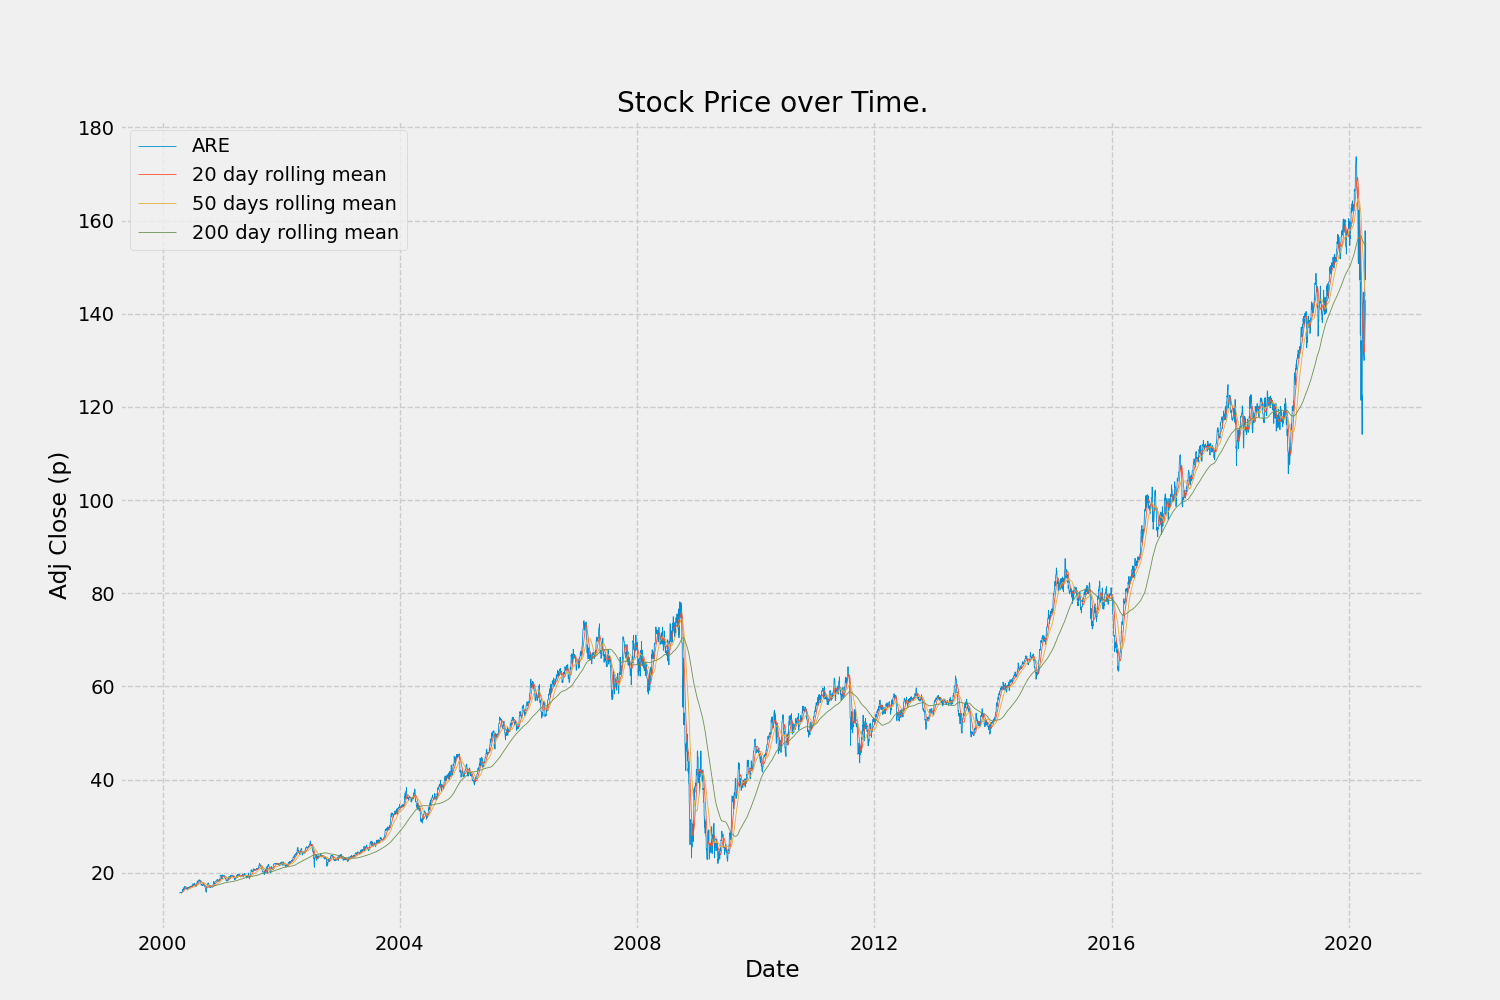 Stock Price over Time.
ARE
20 day rolling mean
50 days rolling mean
200 day rolling mean
Adj Close (p)
180
160
140
120
100
80
60
40
20
2000 2004 2008 2012 2016 2020
Date